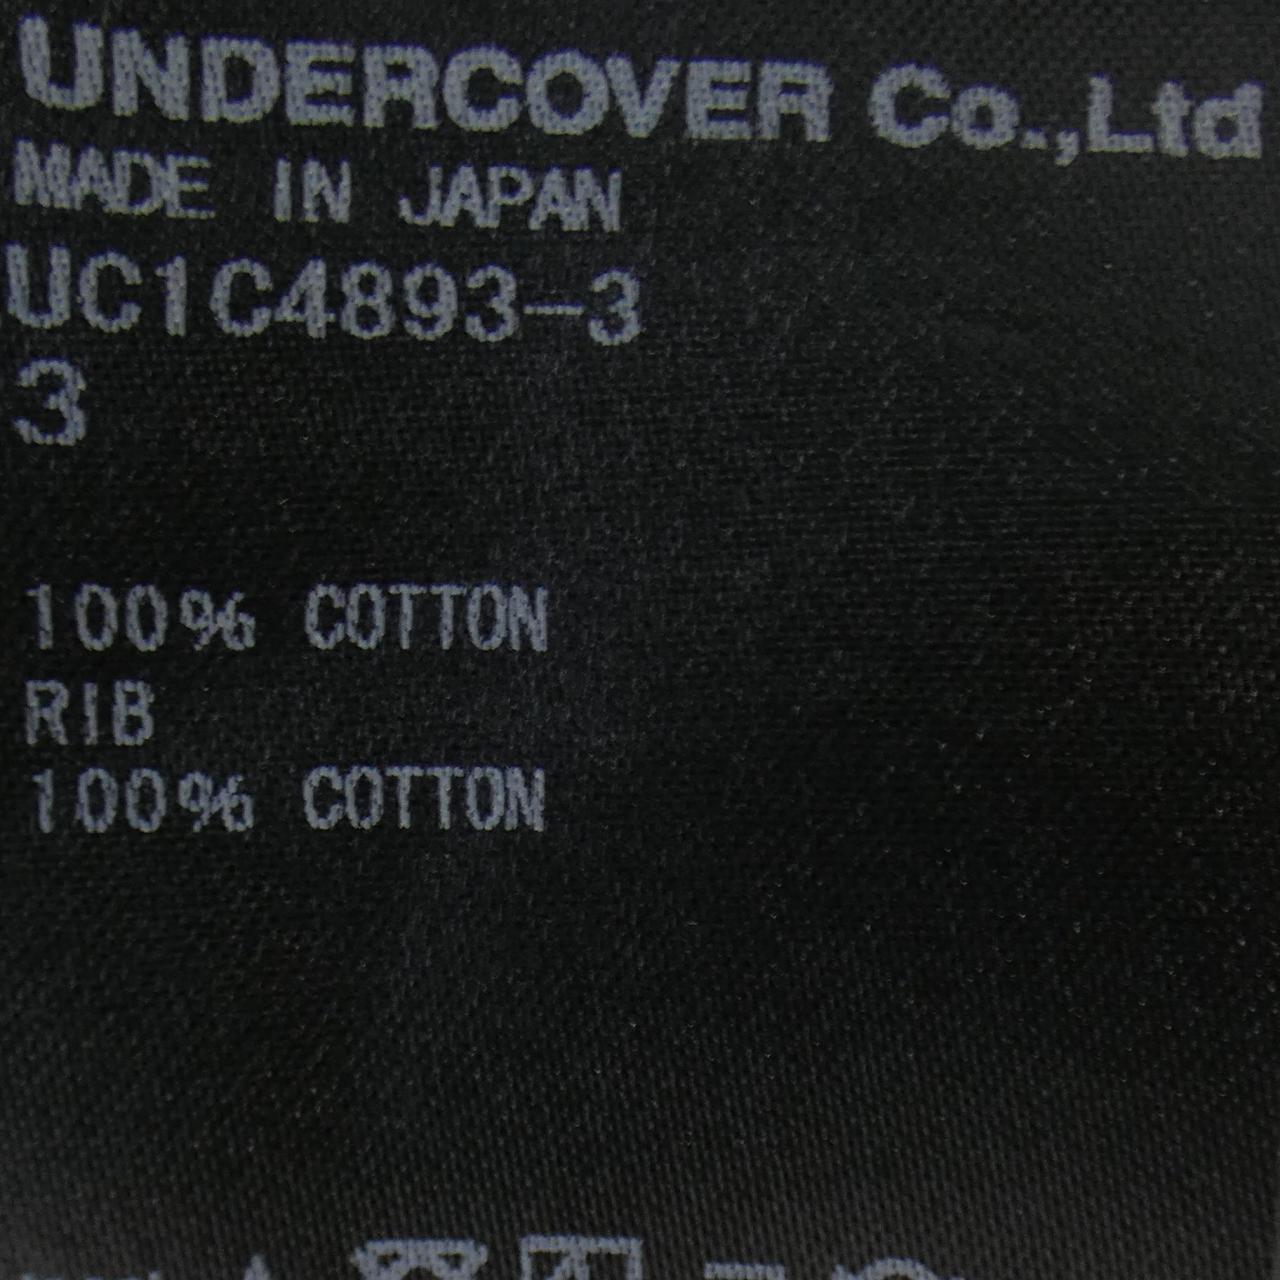 UNDERCOVER Co.,Ltd
MADE IN JAPAN
UC1C4893-3
3
100% COTTON
RIB
100% COTTON